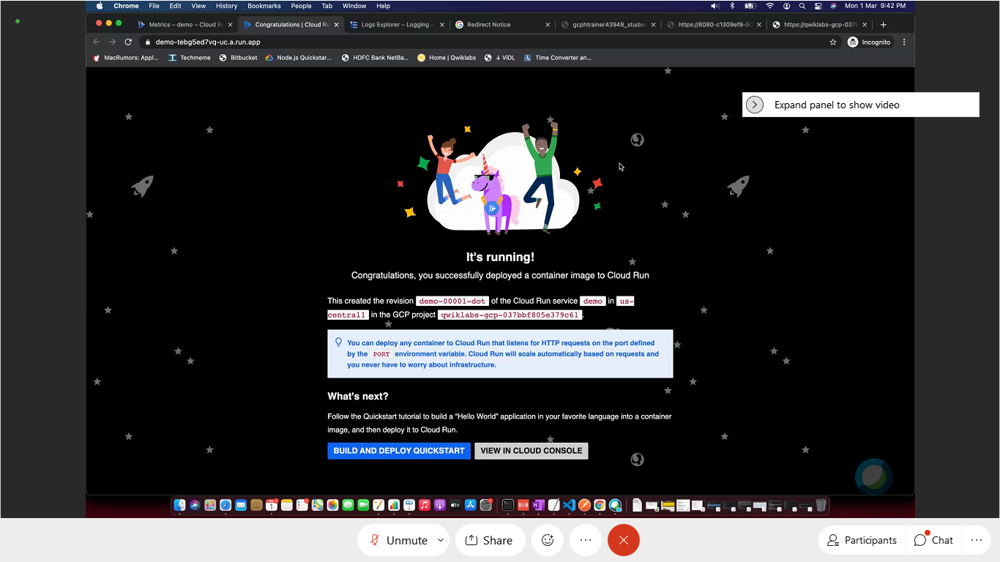 Chrome File Edit View History Bookmarks People Tab Window Help
Mon 1 Mar 9:42 PM
Metrics – demo – Cloud R
Congratulations | Cloud Ru
Logs Explorer – Logging –
Redirect Notice
gcphtrainer43948_studen
https://8080-c1309ef9-90
https://qwiklabs-gcp-037b
demo-tebg5ed7vq-uc.a.run.app
Incognito
MacRumors: Appl...
Techmeme
Bitbucket
Node.js Quickstar...
HDFC Bank NetBa...
Home | Qwiklabs
↓ ViDL
Time Converter an...
Expand panel to show video
It's running!
Congratulations, you successfully deployed a container image to Cloud Run
This created the revision demo-00001-dot of the Cloud Run service demo in us-
central1 in the GCP project qwiklabs-gcp-037bbf805e379c61.
You can deploy any container to Cloud Run that listens for HTTP requests on the port defined
by the PORT environment variable. Cloud Run will scale automatically based on requests and
you never have to worry about infrastructure.
What's next?
Follow the Quickstart tutorial to build a “Hello World” application in your favorite language into a container
image, and then deploy it to Cloud Run.
BUILD AND DEPLOY QUICKSTART
VIEW IN CLOUD CONSOLE
Unmute
Share
Participants
Chat